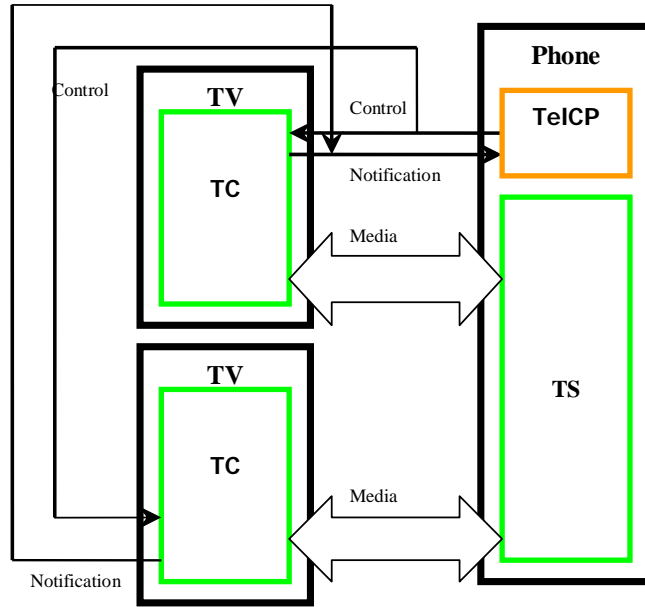 Phone
Control
TV
Control
TelCP
TC
Notification
Media
TV
TS
TC
Media
Notification